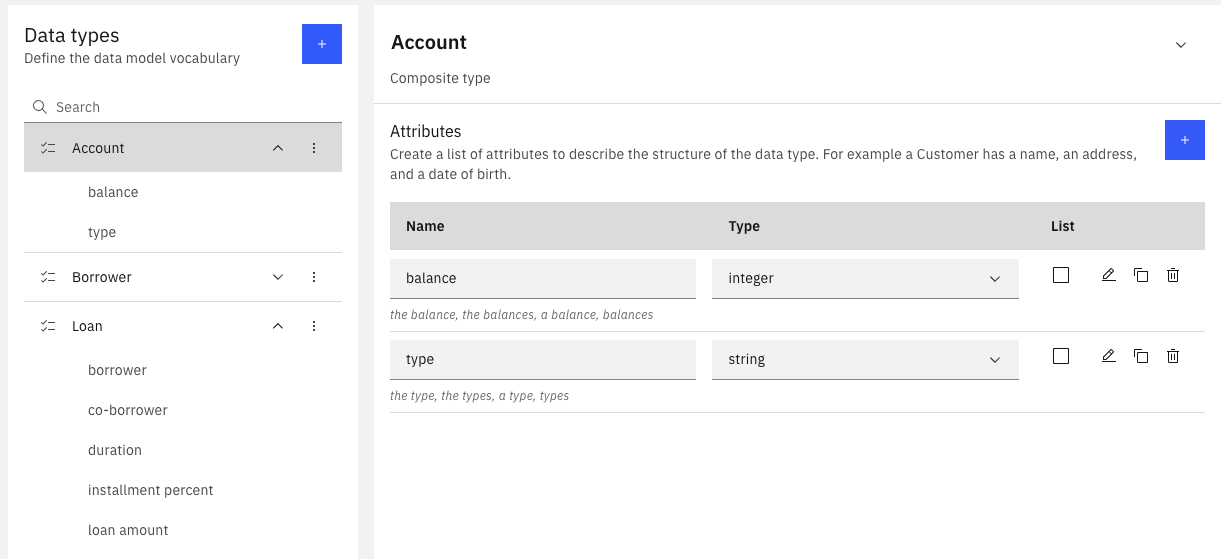 Data types
Define the data model vocabulary
Search
Account
balance
type
Borrower
Loan
borrower
co-borrower
duration
installment percent
loan amount
Account
Composite type
Attributes
Create a list of attributes to describe the structure of the data type. For example a Customer has a name, an address,
and a date of birth.
Name Type List
balance integer
the balance, the balances, a balance, balances
type string
the type, the types, a type, types